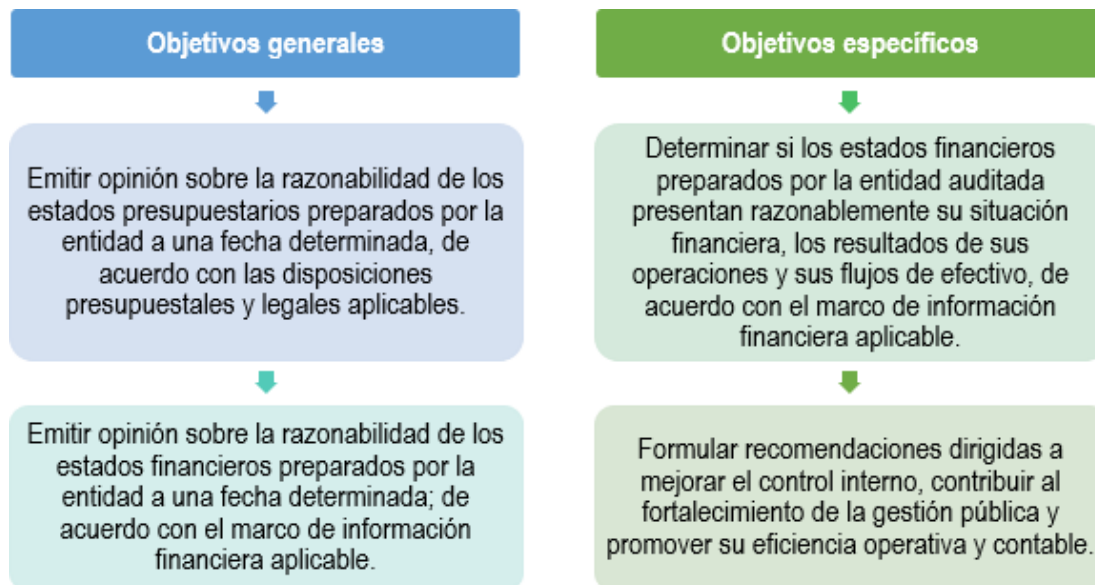 Objetivos generales
Emitir opinión sobre la razonabilidad de los
estados presupuestarios preparados por la
entidad a una fecha determinada, de
acuerdo con las disposiciones
presupuestales y legales aplicables.
Emitir opinión sobre la razonabilidad de los
estados financieros preparados por la
entidad a una fecha determinada; de
acuerdo con el marco de información
financiera aplicable.
Objetivos específicos
Determinar si los estados financieros
preparados por la entidad auditada
presentan razonablemente su situación
financiera, los resultados de sus
operaciones y sus flujos de efectivo, de
acuerdo con el marco de información
financiera aplicable.
Formular recomendaciones dirigidas a
mejorar el control interno, contribuir al
fortalecimiento de la gestión pública y
promover su eficiencia operativa y contable.